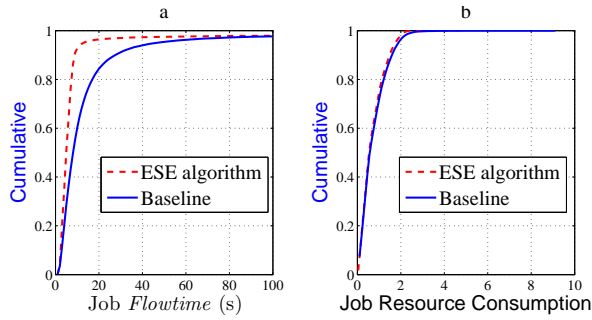 a
1
0.8
0.6
0.4
0.2
0
Cumulative
ESE algorithm
Baseline
0 20 40 60 80 100
Job Flowtime (s)
b
1
0.8
0.6
0.4
0.2
0
Cumulative
ESE algorithm
Baseline
0 2 4 6 8 10
Job Resource Consumption